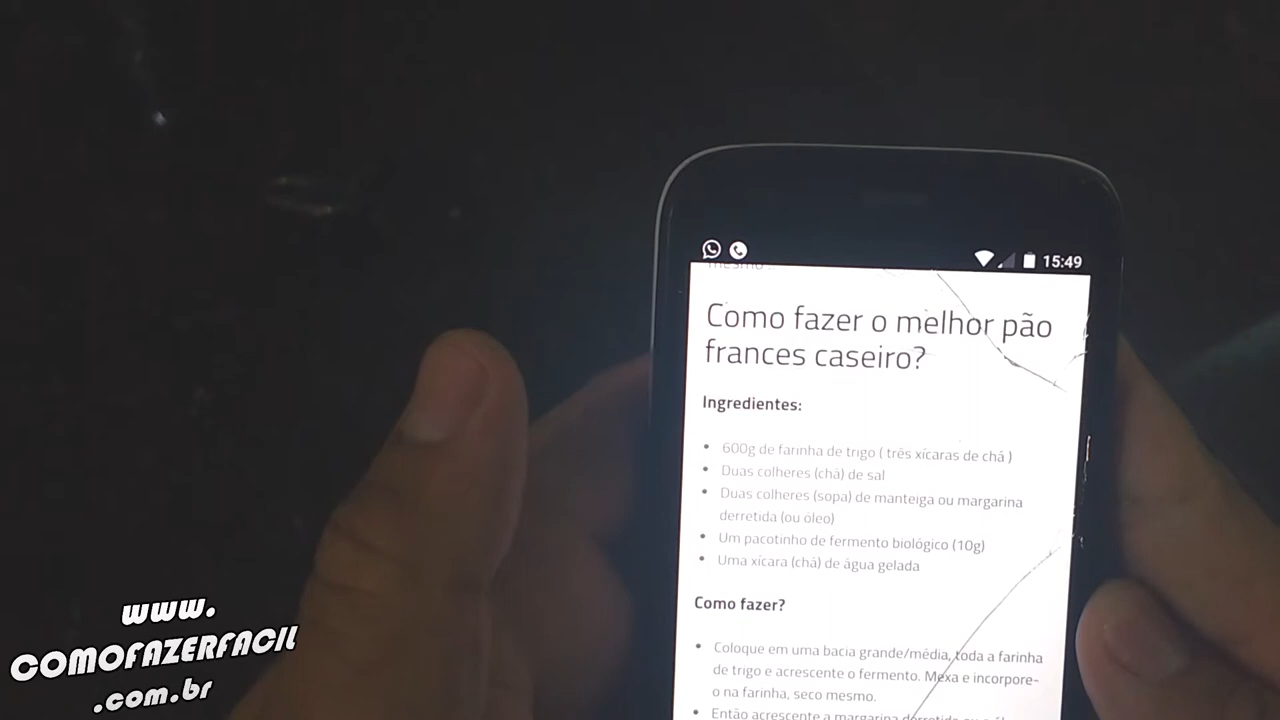 15:49
mesmo...
Como fazer o melhor pão
frances caseiro?
Ingredientes:
• 600g de farinha de trigo ( três xícaras de chá )
• Duas colheres (chá) de sal
• Duas colheres (sopa) de manteiga ou margarina
derretida (ou óleo)
• Um pacotinho de fermento biológico (10g)
• Uma xícara (chá) de água gelada
Como fazer?
• Coloque em uma bacia grande/média, toda a farinha
de trigo e acrescente o fermento. Mexa e incorpore-
o na farinha, seco mesmo.
• Então acrescente a margarina derretida
www.
COMOFAZERFACIL
.com.br